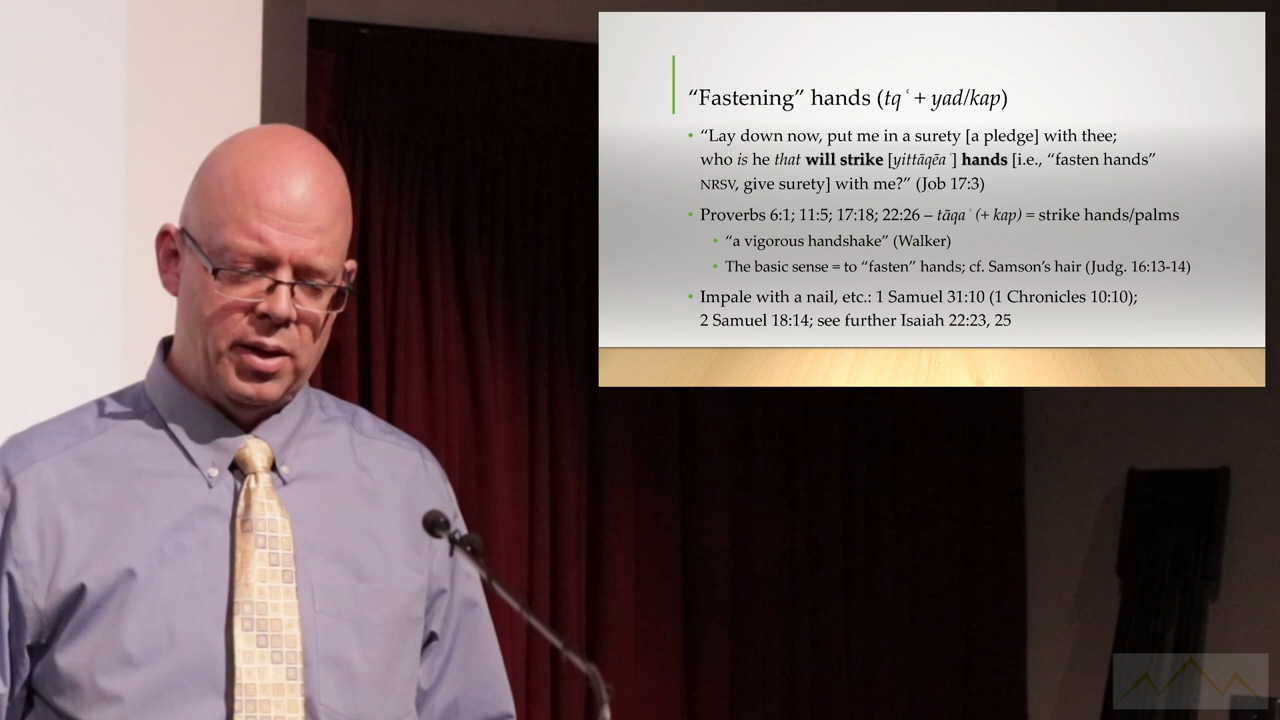 “Fastening” hands (tqʿ + yad/kap)
• “Lay down now, put me in a surety [a pledge] with thee;
who is he that will strike [yittāqēaʿ] hands [i.e., “fasten hands”
NRSV, give surety] with me?” (Job 17:3)
• Proverbs 6:1; 11:5; 17:18; 22:26 – tāqaʿ (+ kap) = strike hands/palms
• “a vigorous handshake” (Walker)
• The basic sense = to “fasten” hands; cf. Samson’s hair (Judg. 16:13-14)
• Impale with a nail, etc.: 1 Samuel 31:10 (1 Chronicles 10:10);
2 Samuel 18:14; see further Isaiah 22:23, 25